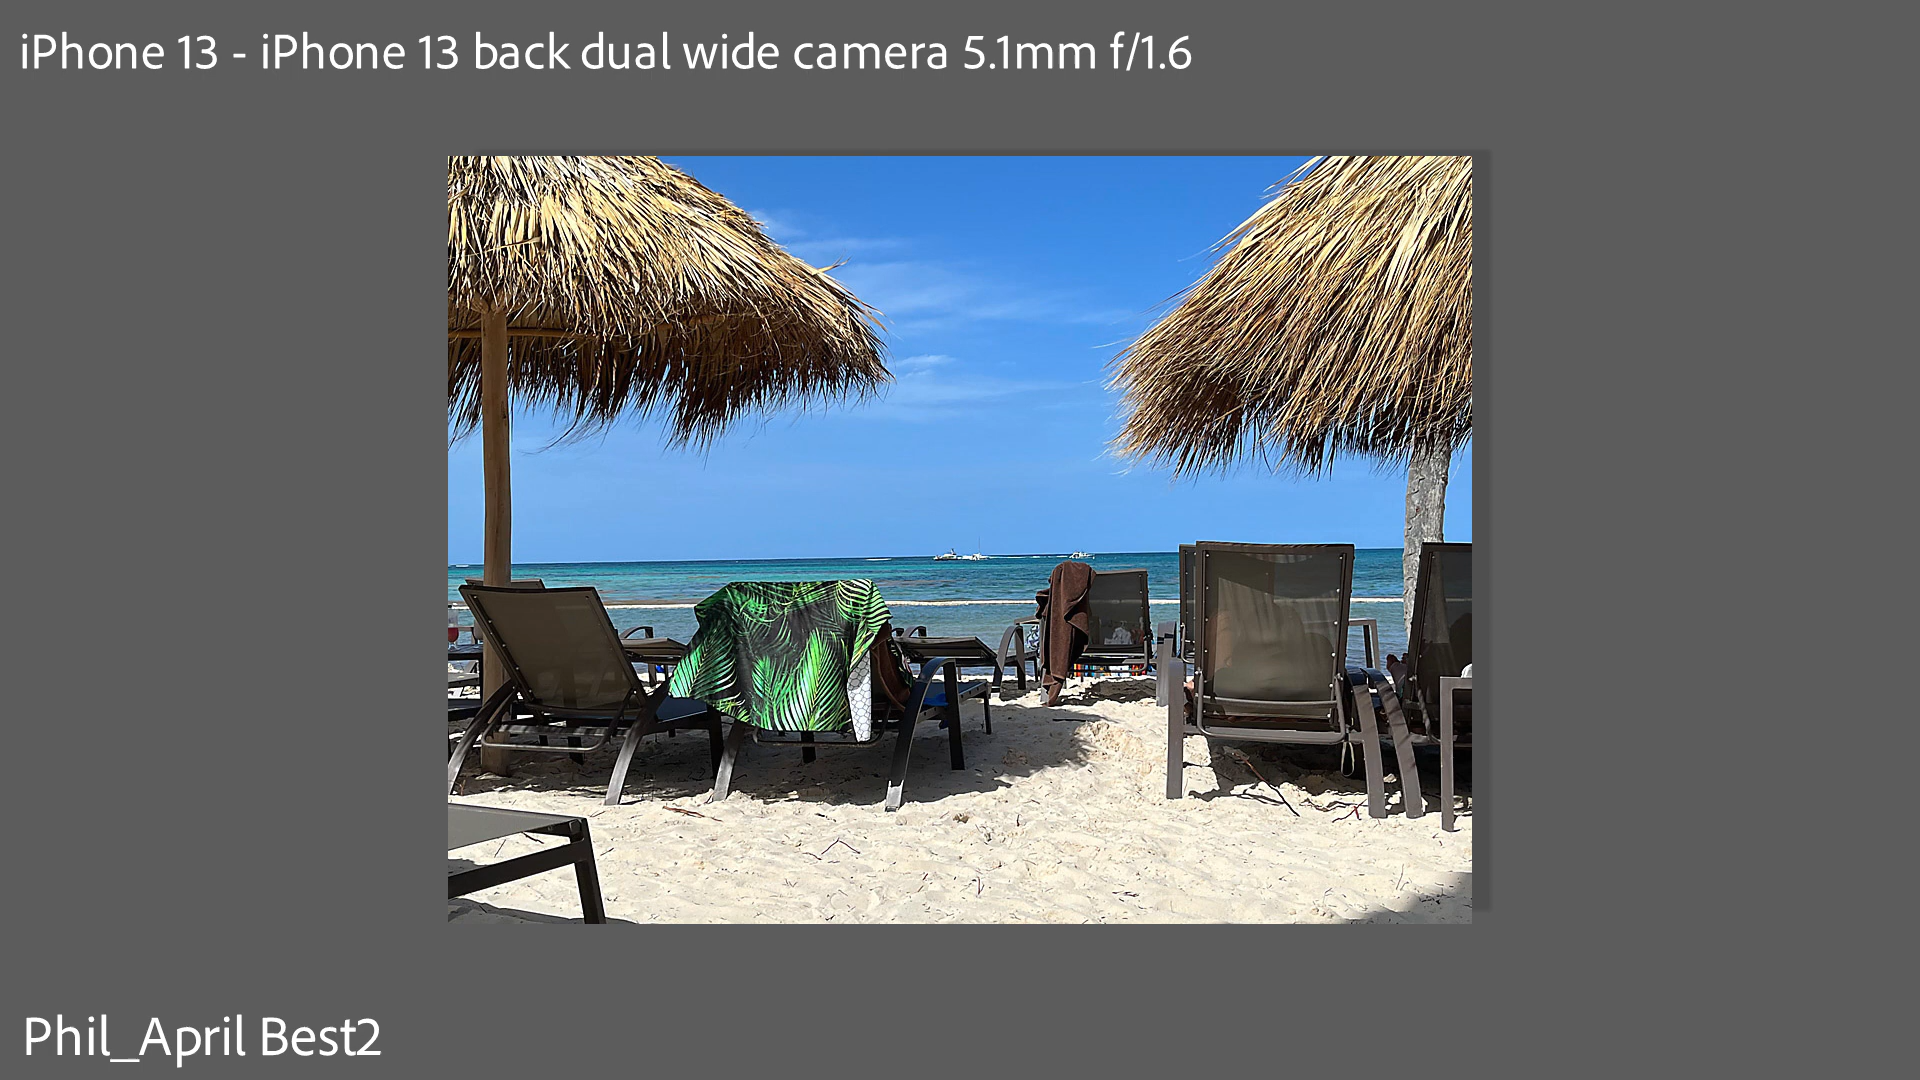 iPhone 13 - iPhone 13 back dual wide camera 5.1mm f/1.6
Phil_April Best2